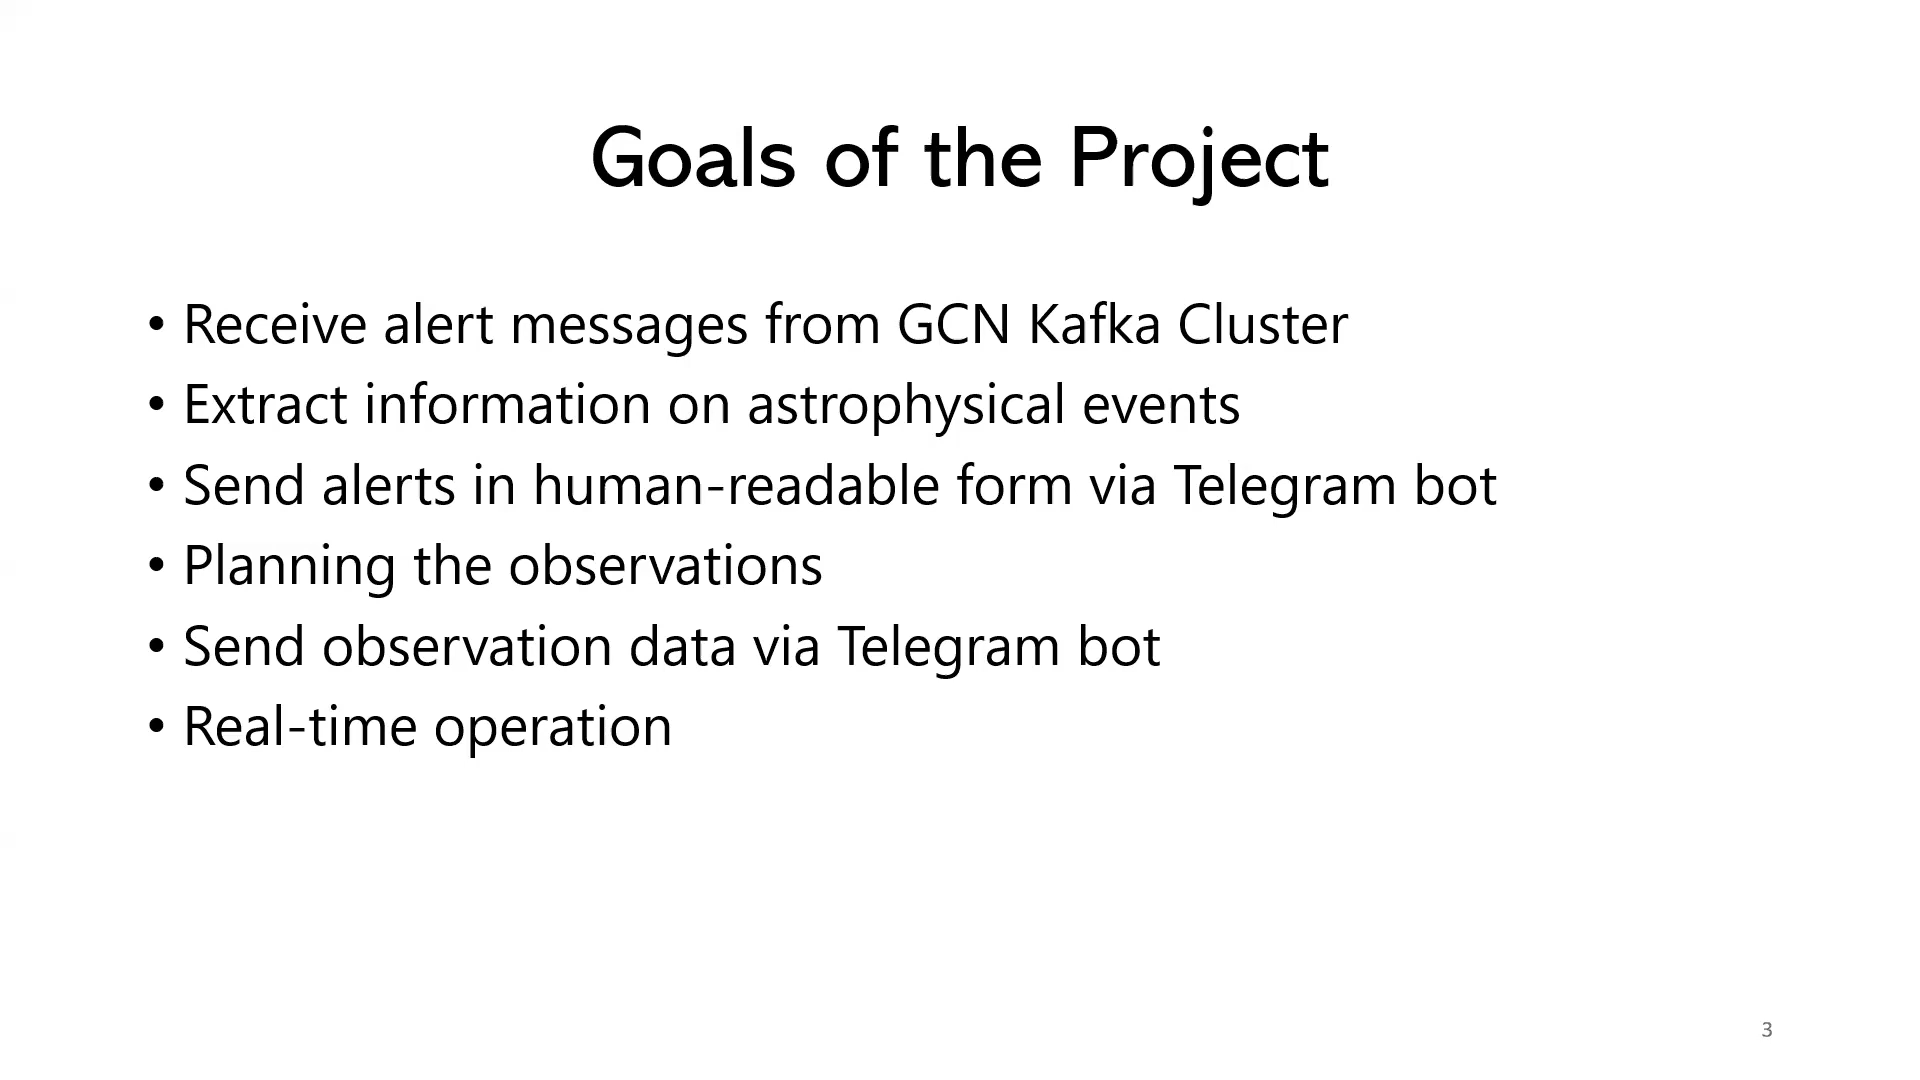 Goals of the Project
• Receive alert messages from GCN Kafka Cluster
• Extract information on astrophysical events
• Send alerts in human-readable form via Telegram bot
• Planning the observations
• Send observation data via Telegram bot
• Real-time operation
3